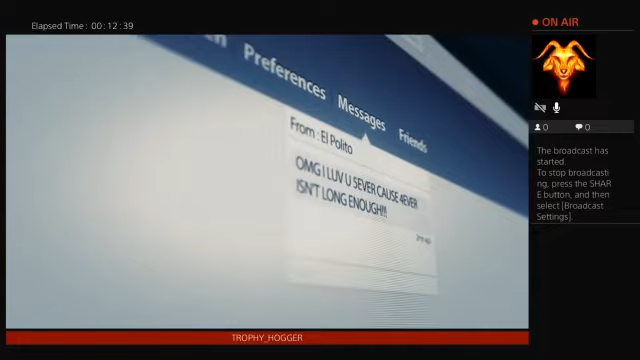 Elapsed Time : 00:12:39
ON AIR
Preferences
Messages
Friends
From : El Polito
OMG I LUV U 5EVER CAUSE 4EVER
ISN'T LONG ENOUGH!!!
0
0
The broadcast has
started.
To stop broadcasti
ng, press the SHAR
E button, and then
select [Broadcast
Settings].
TROPHY_HOGGER